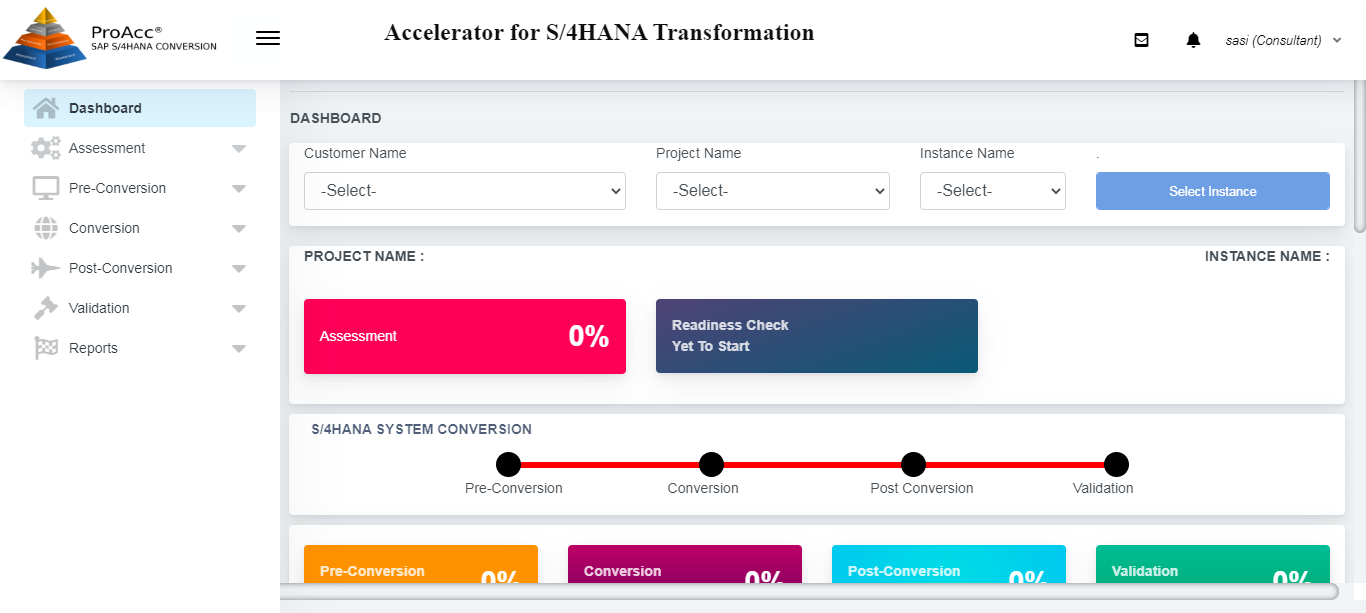 ProAcc®
SAP S/4HANA CONVERSION
Accelerator for S/4HANA Transformation
sasi (Consultant)
Dashboard
Assessment
Pre-Conversion
Conversion
Post-Conversion
Validation
Reports
DASHBOARD
Customer Name Project Name Instance Name .
-Select- -Select- -Select- Select Instance
PROJECT NAME : INSTANCE NAME :
Assessment 0%
Readiness Check
Yet To Start
S/4HANA SYSTEM CONVERSION
Pre-Conversion Conversion Post Conversion Validation
Pre-Conversion Conversion Post-Conversion Validation
0% 0% 0% 0%